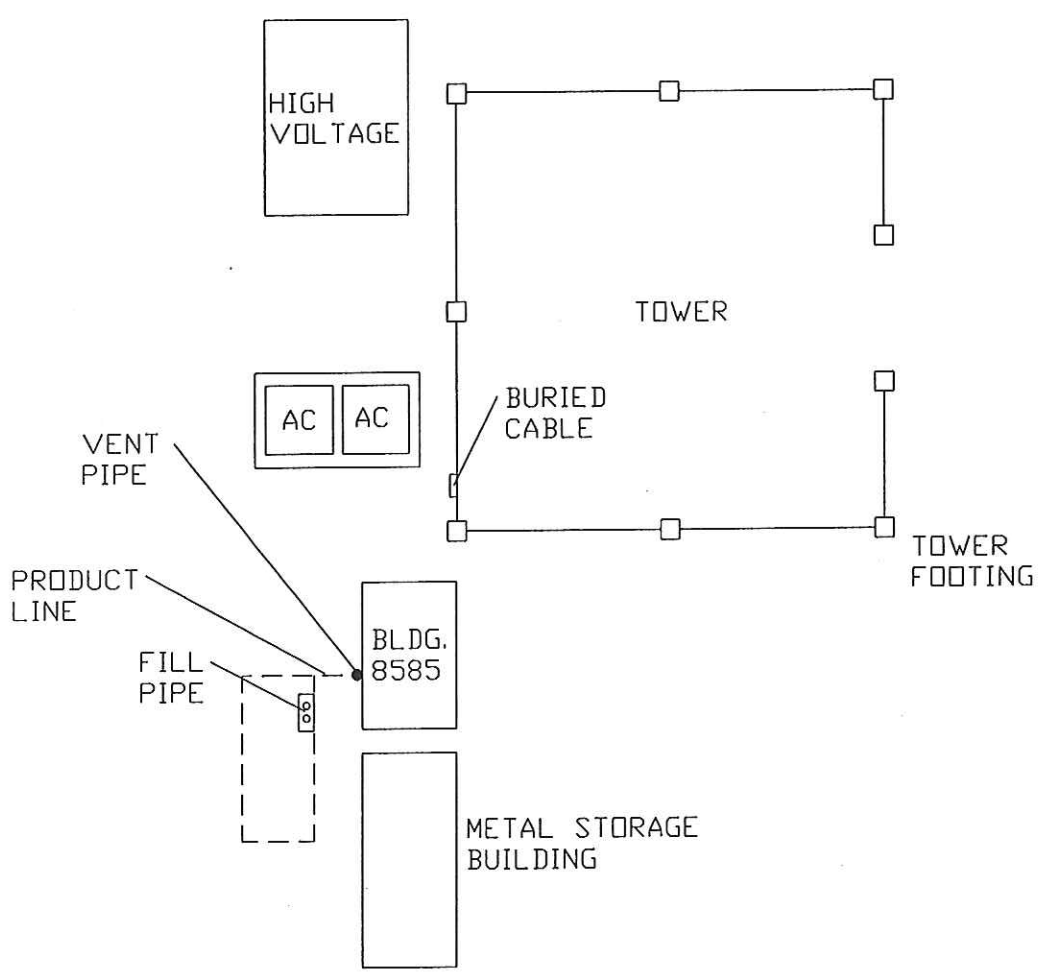 HIGH
VOLTAGE
TOWER
AC AC
BURIED
CABLE
VENT
PIPE
TOWER
FOOTING
PRODUCT
LINE
BLDG.
8585
FILL
PIPE
METAL STORAGE
BUILDING